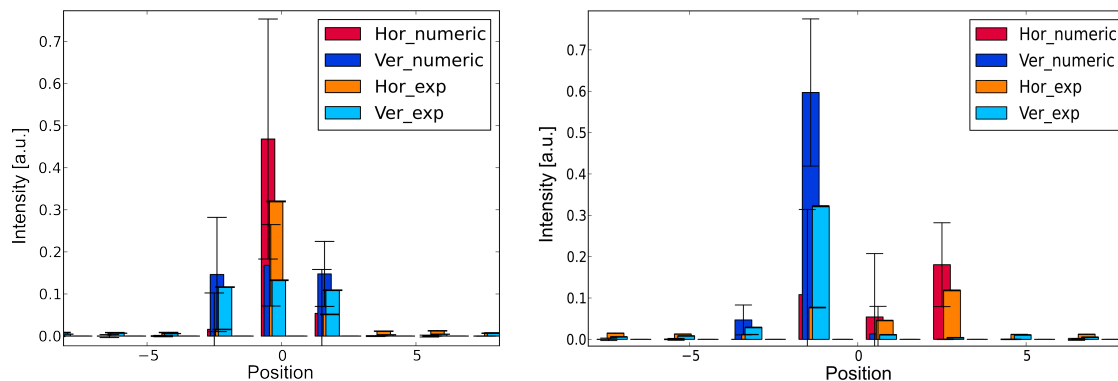 0.7
0.6
0.5
0.4
0.3
0.2
0.1
0.0
Intensity [a.u.]
−5
0
5
Position
Hor_numeric
Ver_numeric
Hor_exp
Ver_exp
0.7
0.6
0.5
0.4
0.3
0.2
0.1
0.0
Intensity [a.u.]
−5
0
5
Position
Hor_numeric
Ver_numeric
Hor_exp
Ver_exp